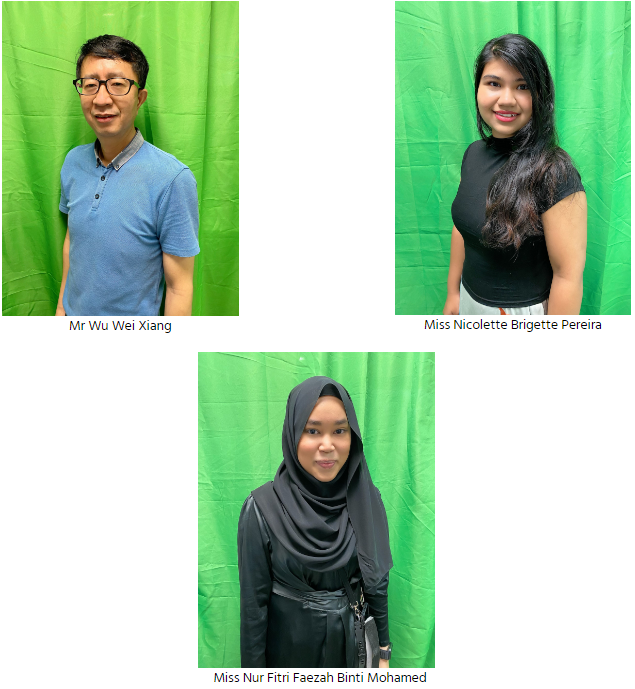 Mr Wu Wei Xiang
Miss Nicolette Brigette Pereira
Miss Nur Fitri Faezah Binti Mohamed